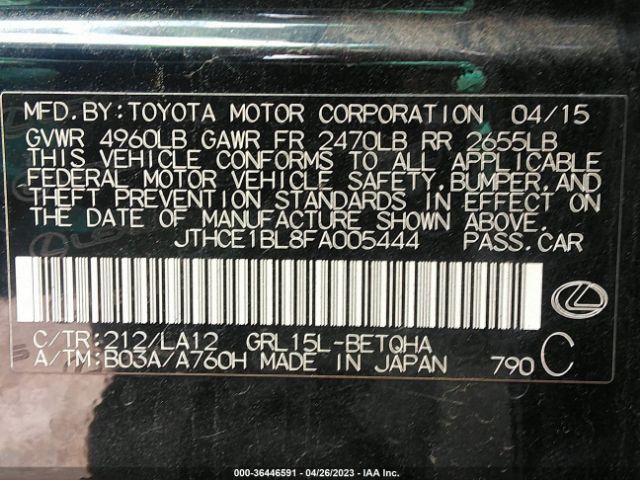 MFD.BY:TOYOTA MOTOR CORPORATION 04/15
GVWR 4960LB GAWR FR 2470LB RR 2655LB
THIS VEHICLE CONFORMS TO ALL APPLICABLE
FEDERAL MOTOR VEHICLE SAFETY,BUMPER,AND
THEFT PREVENTION STANDARDS IN EFFECT ON
THE DATE OF MANUFACTURE SHOWN ABOVE.
JTHCE1BL8FA005444 PASS.CAR
C/TR:212/LA12 GRL15L-BETQHA
A/TM:B03A/A760H MADE IN JAPAN 790 C
000-36446591 - 04/26/2023 - IAA Inc.